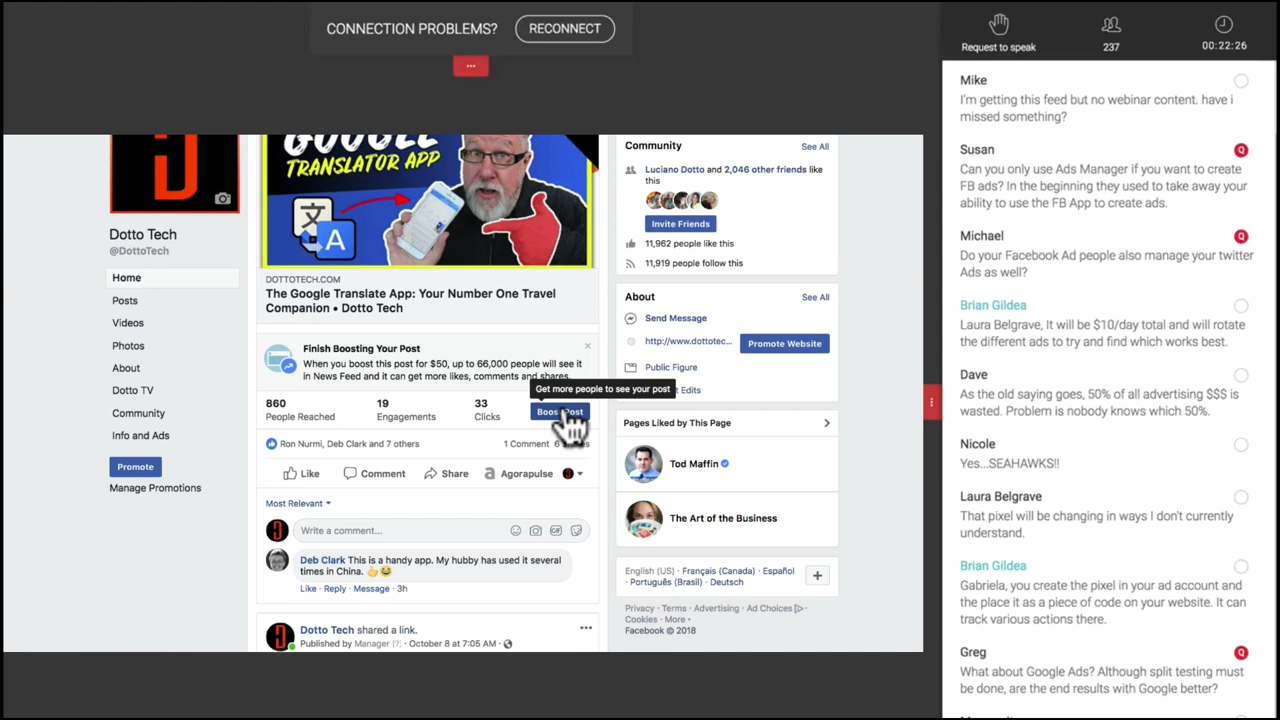 CONNECTION PROBLEMS?
RECONNECT
Request to speak
237
00:22:26
GOOGLE
TRANSLATOR APP
文
A
DOTTOTECH.COM
The Google Translate App: Your Number One Travel
Companion • Dotto Tech
Finish Boosting Your Post
When you boost this post for $50, up to 66,000 people will see it
in News Feed and it can get more likes, comments and shares.
Get more people to see your post
860
People Reached
19
Engagements
33
Clicks
Boost Post
Ron Nurmi, Deb Clark and 7 others
1 Comment 6
Like
Comment
Share
Agorapulse
Most Relevant
Write a comment...
Deb Clark This is a handy app. My hubby has used it several
times in China. 👍😂
Like · Reply · Message · 3h
Dotto Tech shared a link.
Published by Manager [?] · October 8 at 7:05 AM ·
Dotto Tech
@DottoTech
Home
Posts
Videos
Photos
About
Dotto TV
Community
Info and Ads
Promote
Manage Promotions
Community
See All
Luciano Dotto and 2,046 other friends like
this
Invite Friends
11,962 people like this
11,919 people follow this
About
See All
Send Message
http://www.dottotec...
Promote Website
Public Figure
Edits
Pages Liked by This Page
Tod Maffin
The Art of the Business
English (US) · Français (Canada) · Español
· Português (Brasil) · Deutsch
Privacy · Terms · Advertising · Ad Choices ·
Cookies · More
Facebook © 2018
Mike
I'm getting this feed but no webinar content. have i
missed something?
Susan
Q
Can you only use Ads Manager if you want to create
FB ads? In the beginning they used to take away your
ability to use the FB App to create ads.
Michael
Q
Do your Facebook Ad people also manage your twitter
Ads as well?
Brian Gildea
Laura Belgrave, It will be $10/day total and will rotate
the different ads to try and find which works best.
Dave
As the old saying goes, 50% of all advertising $$$ is
wasted. Problem is nobody knows which 50%.
Nicole
Yes...SEAHAWKS!!
Laura Belgrave
That pixel will be changing in ways I don't currently
understand.
Brian Gildea
Gabriela, you create the pixel in your ad account and
the place it as a piece of code on your website. It can
track various actions there.
Greg
Q
What about Google Ads? Although split testing must
be done, are the end results with Google better?